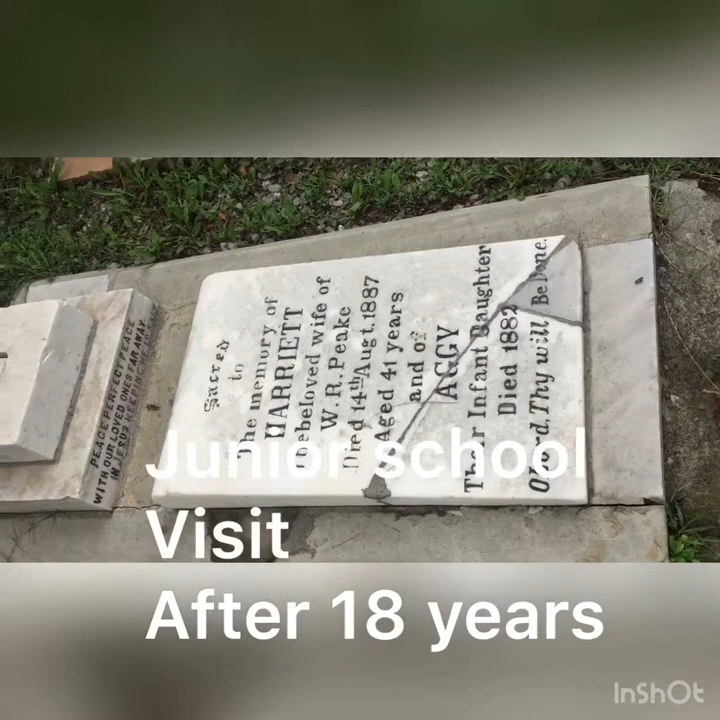 PEACE PERFECT PEACE
WITH OUR LOVED ONES FAR AWAY
IN JESUS KEEPING
Sacred
to
The memory of
HARRIETT
The beloved wife of
W.R. Peake
Died 14th Augt. 1887
Aged 41 years
and of
AGGY
Their Infant Daughter
Died 1882
O Lord, Thy will Be Done.
Junior school
Visit
After 18 years
InShOt